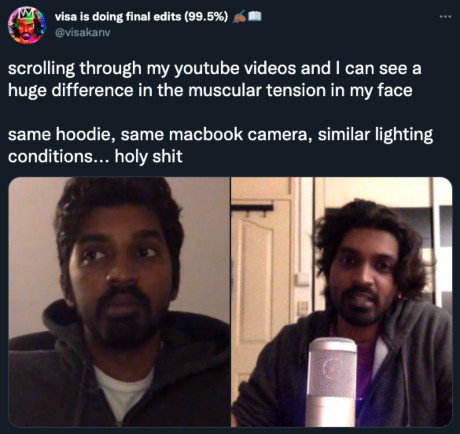 visa is doing final edits (99.5%) ✍🏾📖
@visakanv
scrolling through my youtube videos and I can see a
huge difference in the muscular tension in my face
same hoodie, same macbook camera, similar lighting
conditions... holy shit